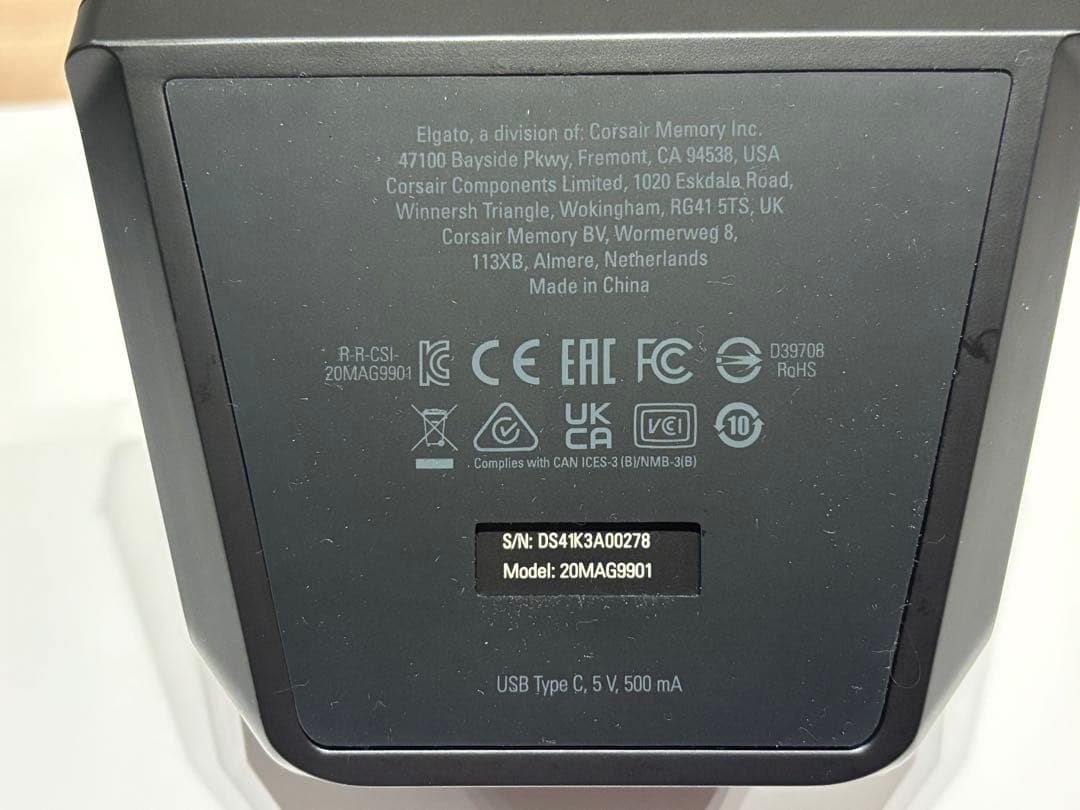 Elgato, a division of: Corsair Memory Inc.
47100 Bayside Pkwy, Fremont, CA 94538, USA
Corsair Components Limited, 1020 Eskdale Road,
Winnersh Triangle, Wokingham, RG41 5TS, UK
Corsair Memory BV, Wormerweg 8,
113XB, Almere, Netherlands
Made in China
R-R-CSI-
20MAG9901
CE EAC FC
D39708
RoHS
UK
CA
VCI
10
Complies with CAN ICES-3 (B)/NMB-3(B)
S/N: DS41K3A00278
Model: 20MAG9901
USB Type C, 5 V, 500 mA